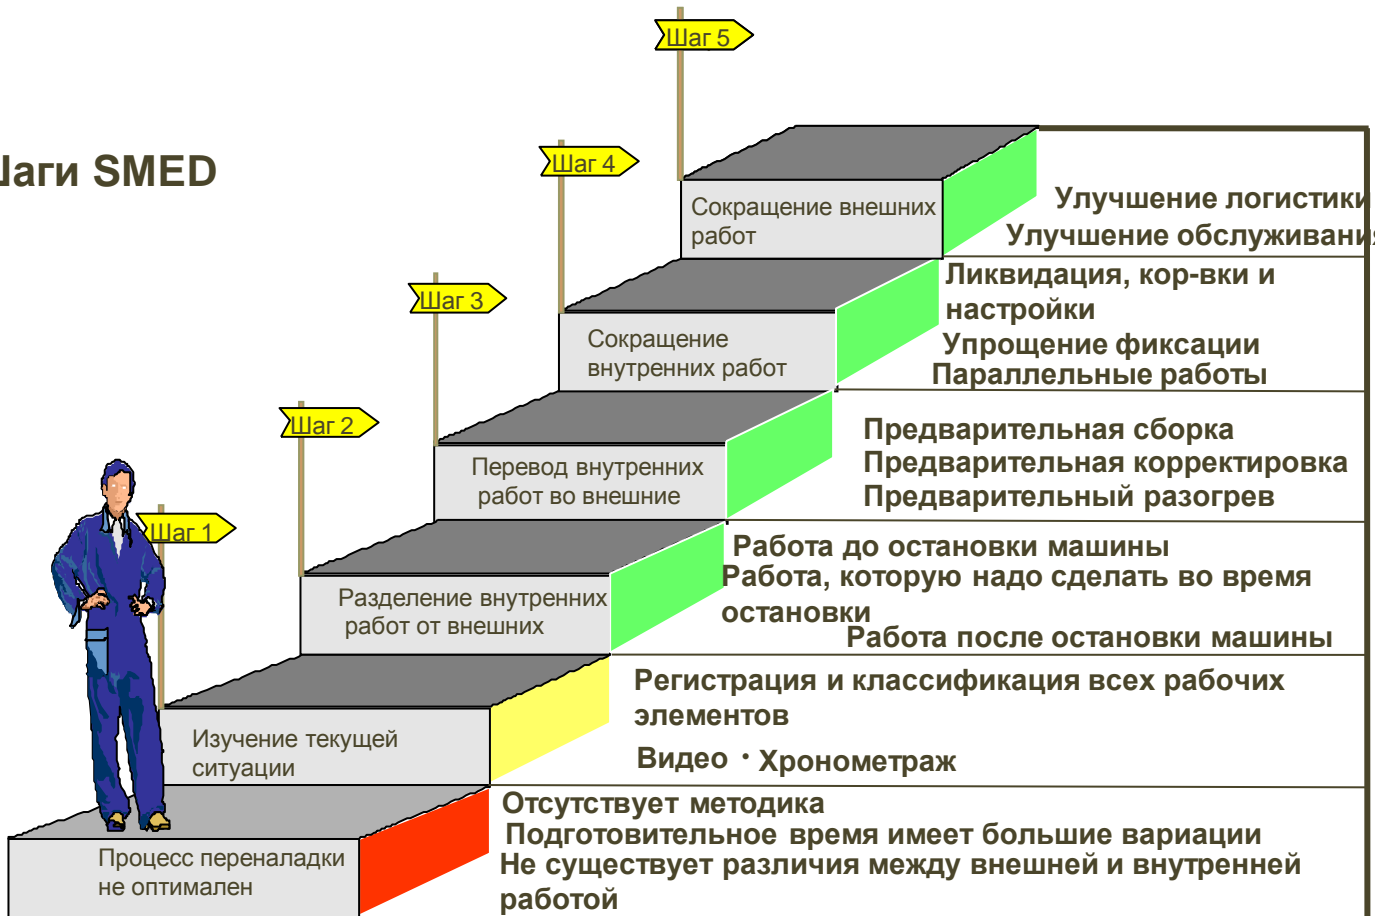 Шаг 5
Шаги SMED
Шаг 4
Сокращение внешних
работ
Улучшение логистики
Улучшение обслуживания
Шаг 3
Сокращение
внутренних работ
Ликвидация, кор-вки и
настройки
Упрощение фиксации
Параллельные работы
Шаг 2
Перевод внутренних
работ во внешние
Предварительная сборка
Предварительная корректировка
Предварительный разогрев
Шаг 1
Разделение внутренних
работ от внешних
Работа до остановки машины
Работа, которую надо сделать во время
остановки
Работа после остановки машины
Изучение текущей
ситуации
Регистрация и классификация всех рабочих
элементов
Видео · Хронометраж
Процесс переналадки
не оптимален
Отсутствует методика
Подготовительное время имеет большие вариации
Не существует различия между внешней и внутренней
работой